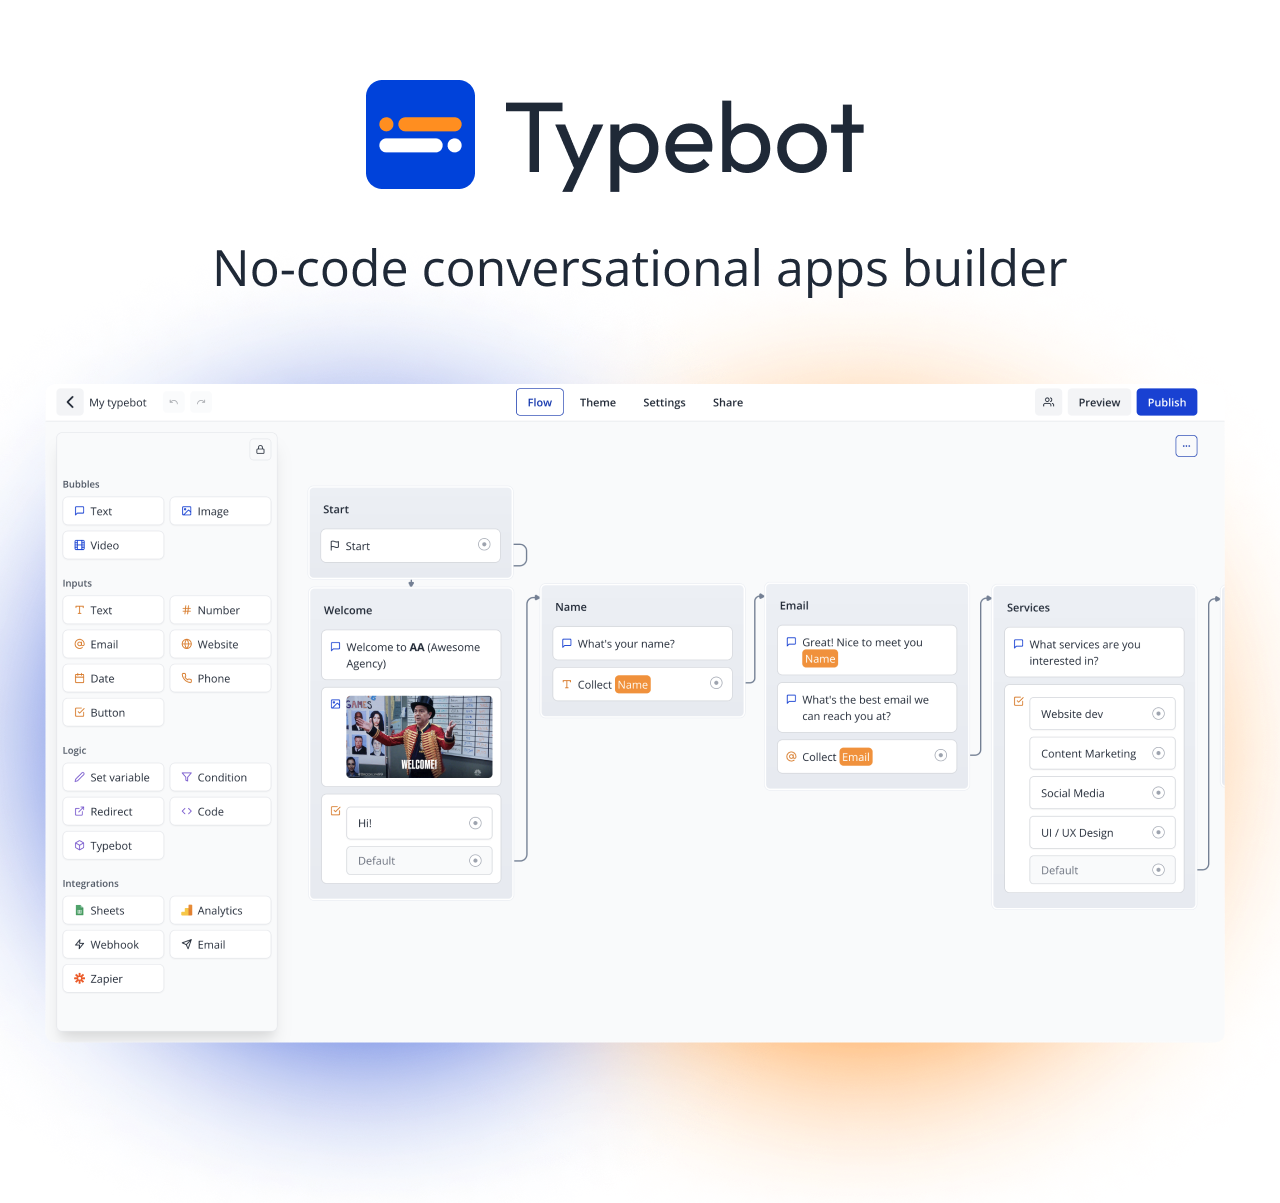 Typebot
No-code conversational apps builder
My typebot
Flow
Theme
Settings
Share
Preview
Publish
Bubbles
Text
Image
Video
Inputs
Text
Number
Email
Website
Date
Phone
Button
Logic
Set variable
Condition
Redirect
Code
Typebot
Integrations
Sheets
Analytics
Webhook
Email
Zapier
Start
Start
Welcome
Welcome to AA (Awesome
Agency)
GAMES
WELCOME!
Hi!
Default
Name
What's your name?
Collect Name
Email
Great! Nice to meet you
Name
What's the best email we
can reach you at?
Collect Email
Services
What services are you
interested in?
Website dev
Content Marketing
Social Media
UI / UX Design
Default